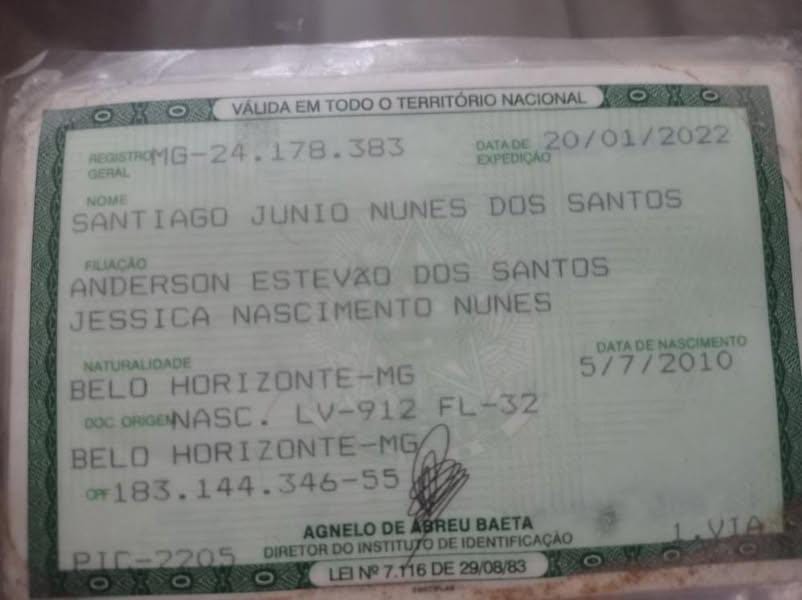 VÁLIDA EM TODO O TERRITÓRIO NACIONAL
REGISTRO GERAL MG-24.178.383 DATA DE EXPEDIÇÃO 20/01/2022
NOME
SANTIAGO JUNIO NUNES DOS SANTOS
FILIAÇÃO
ANDERSON ESTEVÃO DOS SANTOS
JESSICA NASCIMENTO NUNES
NATURALIDADE DATA DE NASCIMENTO
BELO HORIZONTE-MG 5/7/2010
DOC ORIGEM NASC. LV-912 FL-32
BELO HORIZONTE-MG
CPF 183.144.346-55
AGNELO DE ABREU BAETA
PIC-2205 DIRETOR DO INSTITUTO DE IDENTIFICAÇÃO 1.VIA
LEI Nº 7.116 DE 29/08/83